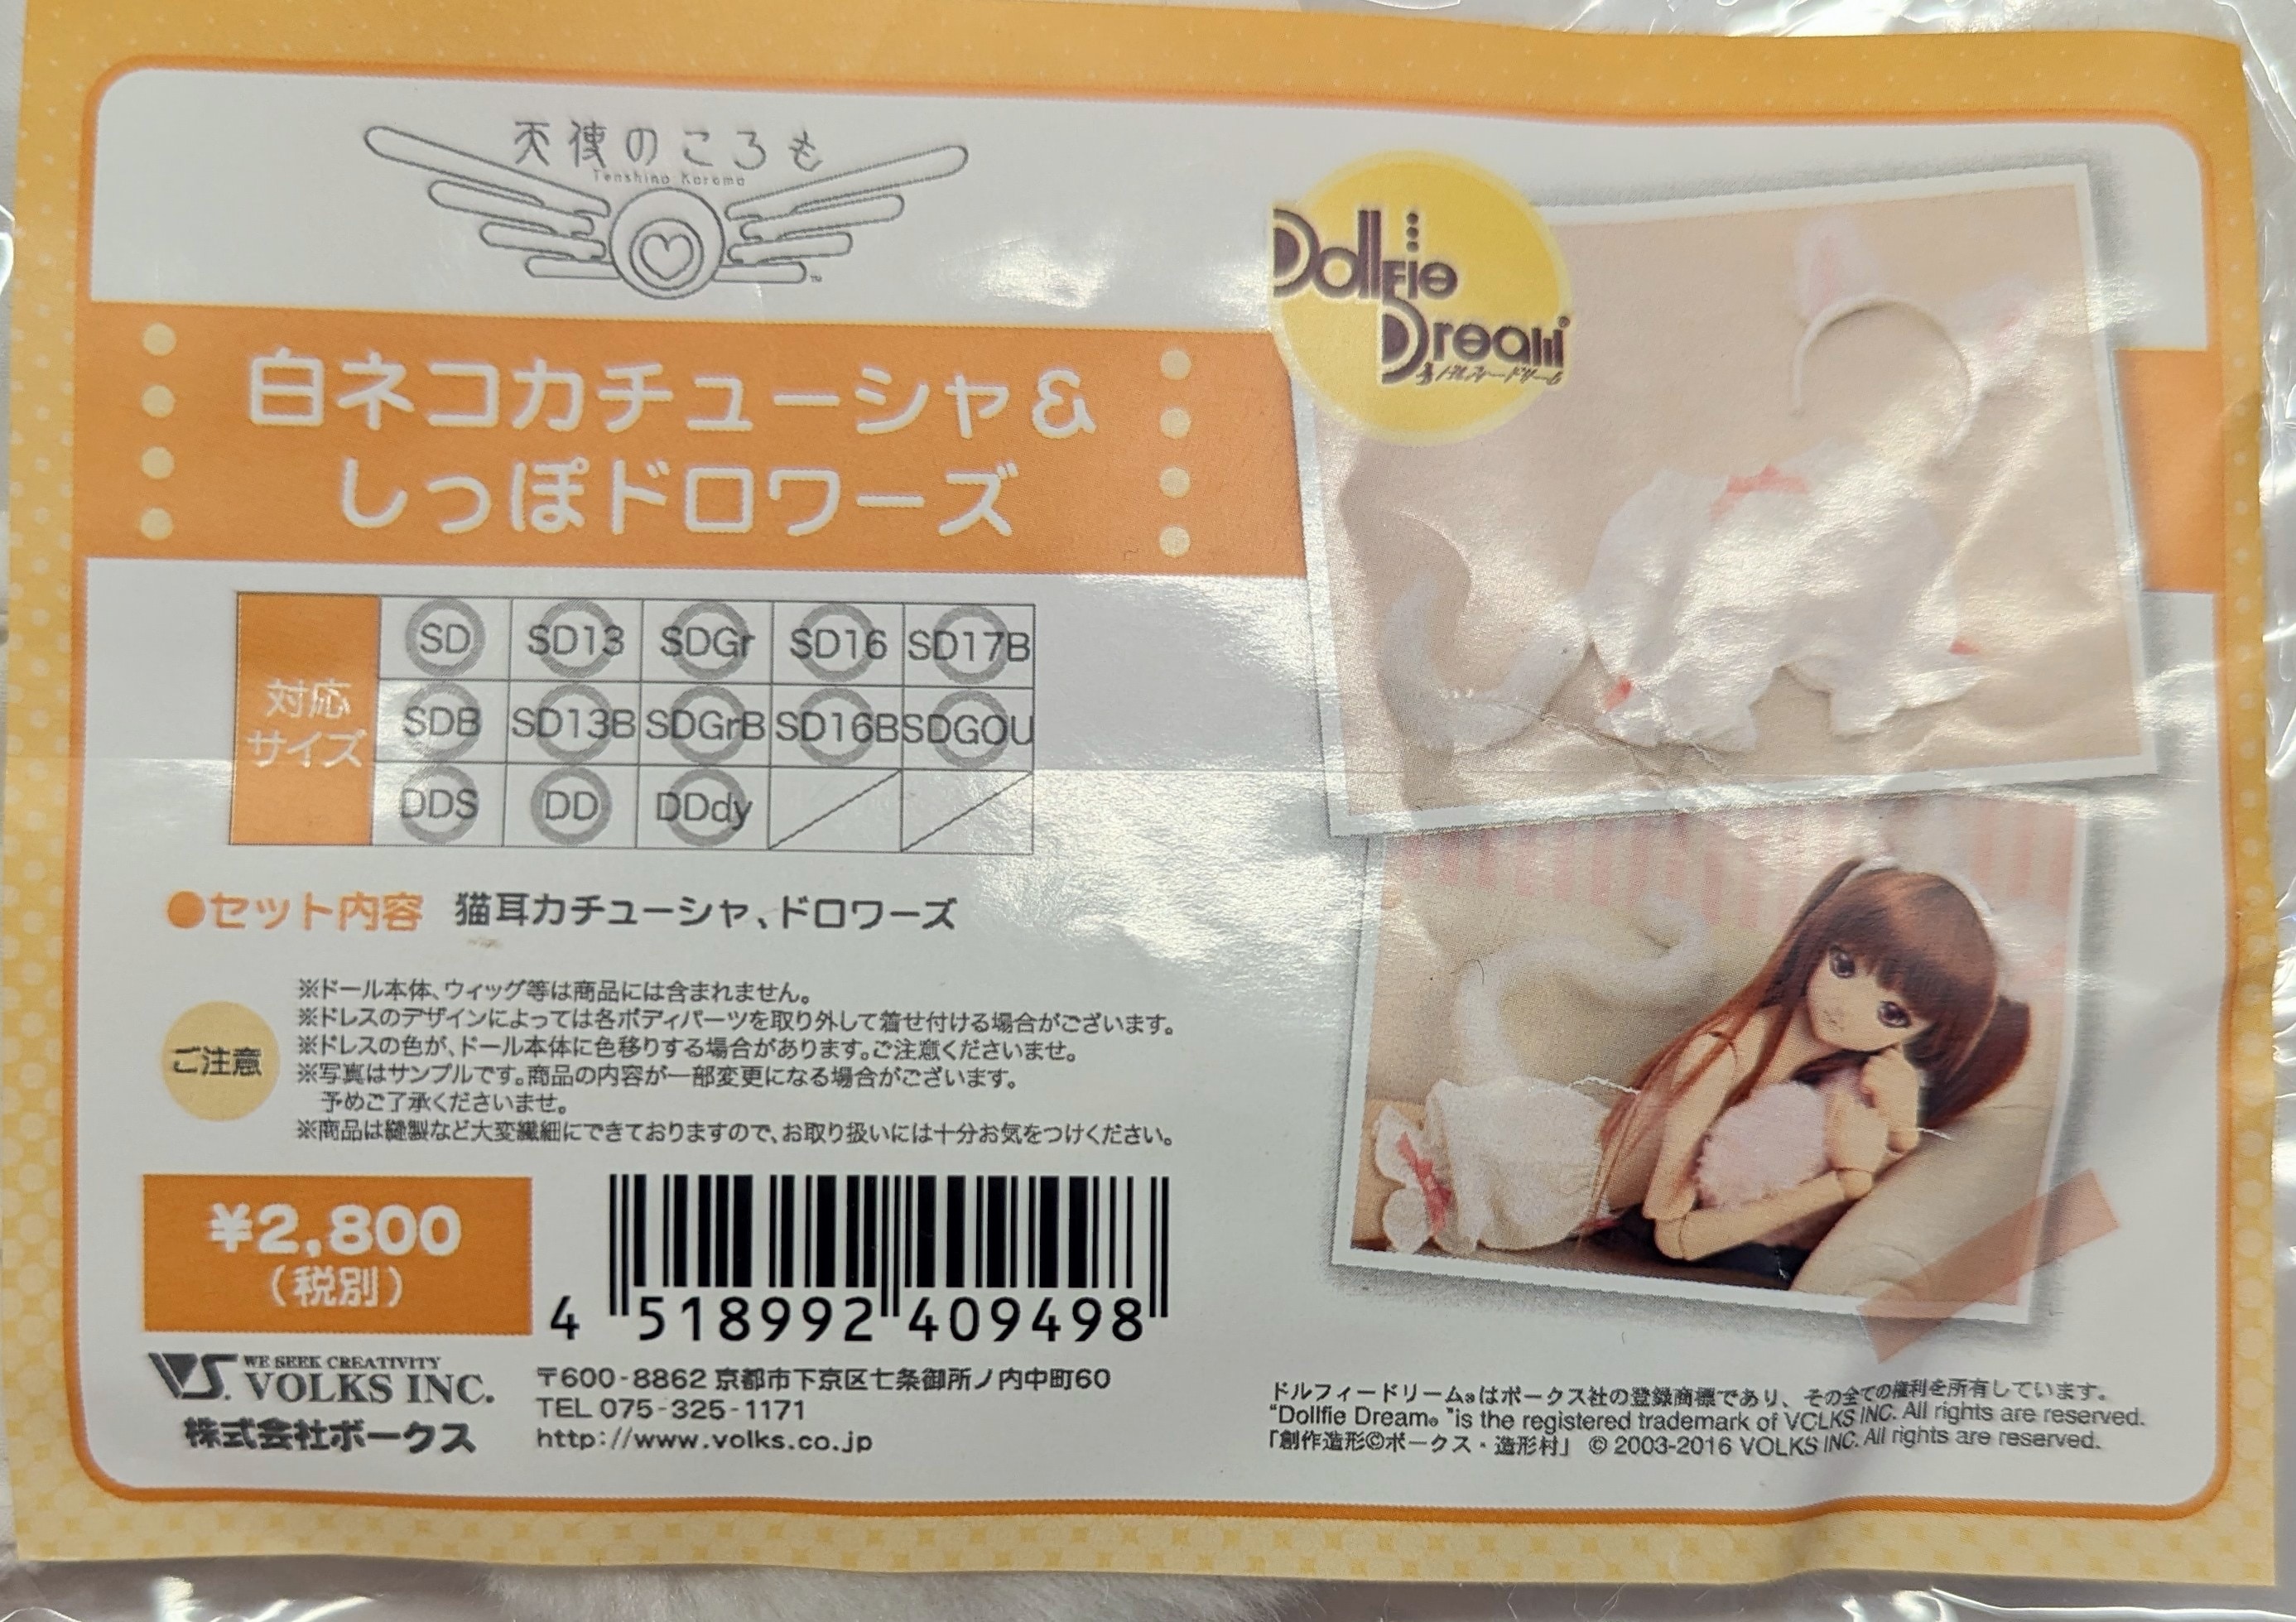 天使のころも
Tenshino Koromo
Dollfie
Dream®
ドルフィードリーム
白ネコカチューシャ&
しっぽドロワーズ
対応
サイズ
SD SD13 SDGr SD16 SD17B
SDB SD13B SDGrB SD16B SDGOU
DDS DD DDdy
●セット内容 猫耳カチューシャ、ドロワーズ
ご注意
※ドール本体、ウィッグ等は商品には含まれません。
※ドレスのデザインによっては各ボディパーツを取り外して着せ付ける場合がございます。
※ドレスの色が、ドール本体に色移りする場合があります。ご注意くださいませ。
※写真はサンプルです。商品の内容が一部変更になる場合がございます。
予めご了承くださいませ。
※商品は縫製など大変繊細にできておりますので、お取り扱いには十分お気をつけください。
¥2,800
(税別)
4 518992 409498
VS. WE SEEK CREATIVITY
VOLKS INC.
株式会社ボークス
〒600-8862 京都市下京区七条御所ノ内中町60
TEL 075-325-1171
http://www.volks.co.jp
ドルフィードリーム®はボークス社の登録商標であり、その全ての権利を所有しています。
"Dollfie Dream® "is the registered trademark of VOLKS INC. All rights are reserved.
「創作造形©ボークス・造形村」 © 2003-2016 VOLKS INC. All rights are reserved.